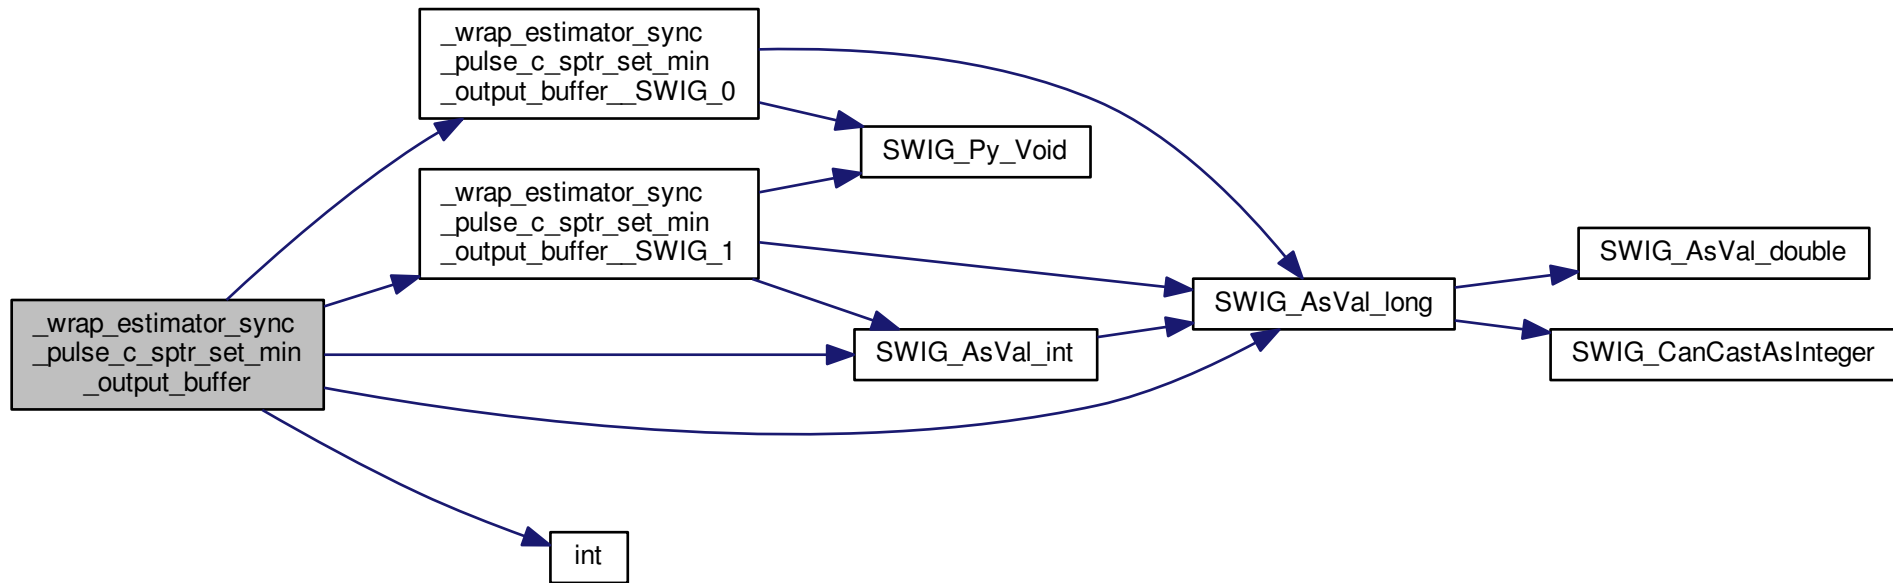 _wrap_estimator_sync
_pulse_c_sptr_set_min
_output_buffer__SWIG_0
SWIG_Py_Void
_wrap_estimator_sync
_pulse_c_sptr_set_min
_output_buffer__SWIG_1
SWIG_AsVal_double
SWIG_AsVal_long
_wrap_estimator_sync
_pulse_c_sptr_set_min
_output_buffer
SWIG_AsVal_int
SWIG_CanCastAsInteger
int